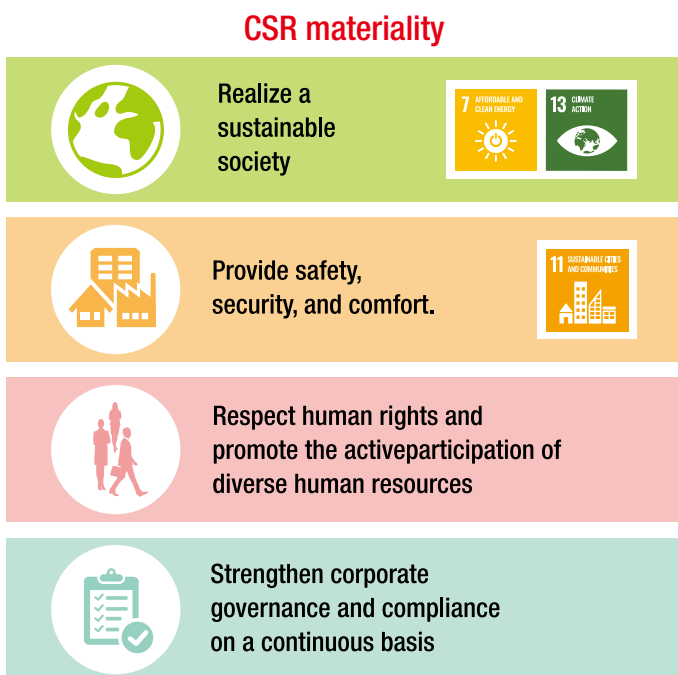 CSR materiality
Realize a
sustainable
society
7 AFFORDABLE AND
CLEAN ENERGY
13 CLIMATE
ACTION
Provide safety,
security, and comfort.
11 SUSTAINABLE CITIES
AND COMMUNITIES
Respect human rights and
promote the activeparticipation of
diverse human resources
Strengthen corporate
governance and compliance
on a continuous basis